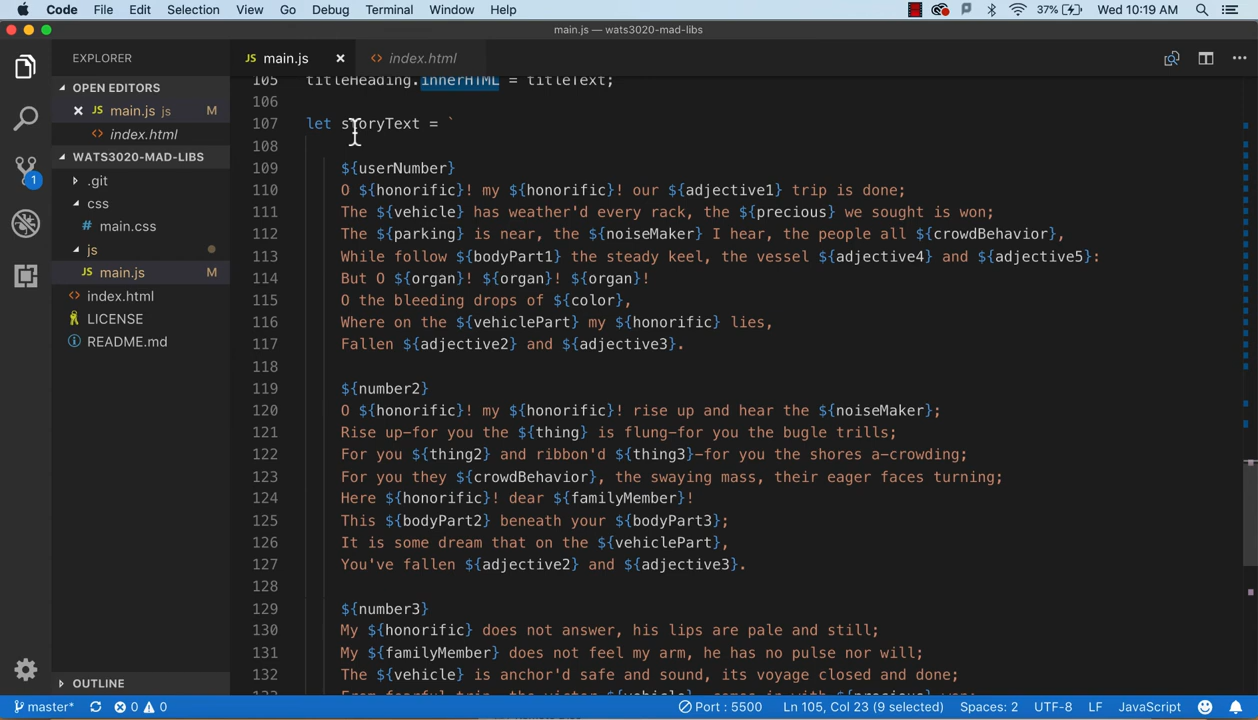 Code File Edit Selection View Go Debug Terminal Window Help 37% Wed 10:19 AM
main.js — wats3020-mad-libs
EXPLORER
JS main.js ×
<> index.html
OPEN EDITORS
× JS main.js js M
<> index.html
WATS3020-MAD-LIBS
.git
css
# main.css
js
JS main.js M
<> index.html
LICENSE
README.md
OUTLINE
1
105 titleHeading.innerHTML = titleText;
106
107 let storyText = `
108
109 ${userNumber}
110 O ${honorific}! my ${honorific}! our ${adjective1} trip is done;
111 The ${vehicle} has weather'd every rack, the ${precious} we sought is won;
112 The ${parking} is near, the ${noiseMaker} I hear, the people all ${crowdBehavior},
113 While follow ${bodyPart1} the steady keel, the vessel ${adjective4} and ${adjective5}:
114 But O ${organ}! ${organ}! ${organ}!
115 O the bleeding drops of ${color},
116 Where on the ${vehiclePart} my ${honorific} lies,
117 Fallen ${adjective2} and ${adjective3}.
118
119 ${number2}
120 O ${honorific}! my ${honorific}! rise up and hear the ${noiseMaker};
121 Rise up-for you the ${thing} is flung-for you the bugle trills;
122 For you ${thing2} and ribbon'd ${thing3}-for you the shores a-crowding;
123 For you they ${crowdBehavior}, the swaying mass, their eager faces turning;
124 Here ${honorific}! dear ${familyMember}!
125 This ${bodyPart2} beneath your ${bodyPart3};
126 It is some dream that on the ${vehiclePart},
127 You've fallen ${adjective2} and ${adjective3}.
128
129 ${number3}
130 My ${honorific} does not answer, his lips are pale and still;
131 My ${familyMember} does not feel my arm, he has no pulse nor will;
132 The ${vehicle} is anchor'd safe and sound, its voyage closed and done;
master* 0 0 Port : 5500 Ln 105, Col 23 (9 selected) Spaces: 2 UTF-8 LF JavaScript